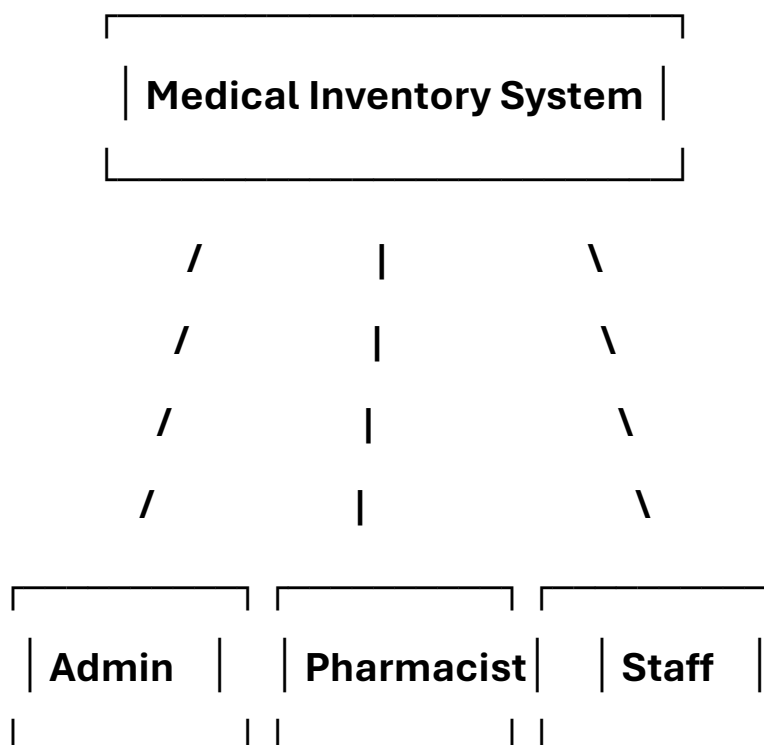 ┌──────────────────────────┐
│ Medical Inventory System │
└──────────────────────────┘
/ | \
/ | \
/ | \
/ | \
┌───────────┐ ┌───────────┐ ┌───────────
│ Admin │ │ Pharmacist│ │ Staff │